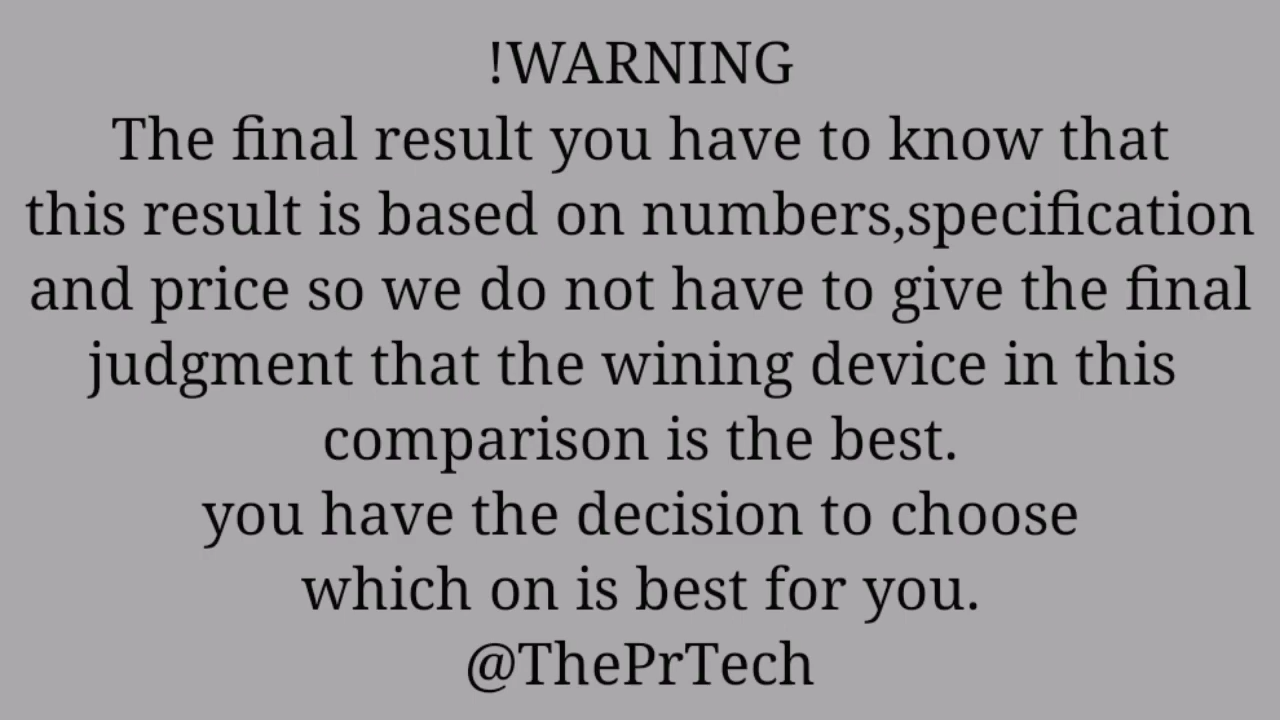 !WARNING
The final result you have to know that
this result is based on numbers,specification
and price so we do not have to give the final
judgment that the wining device in this
comparison is the best.
you have the decision to choose
which on is best for you.
@ThePrTech